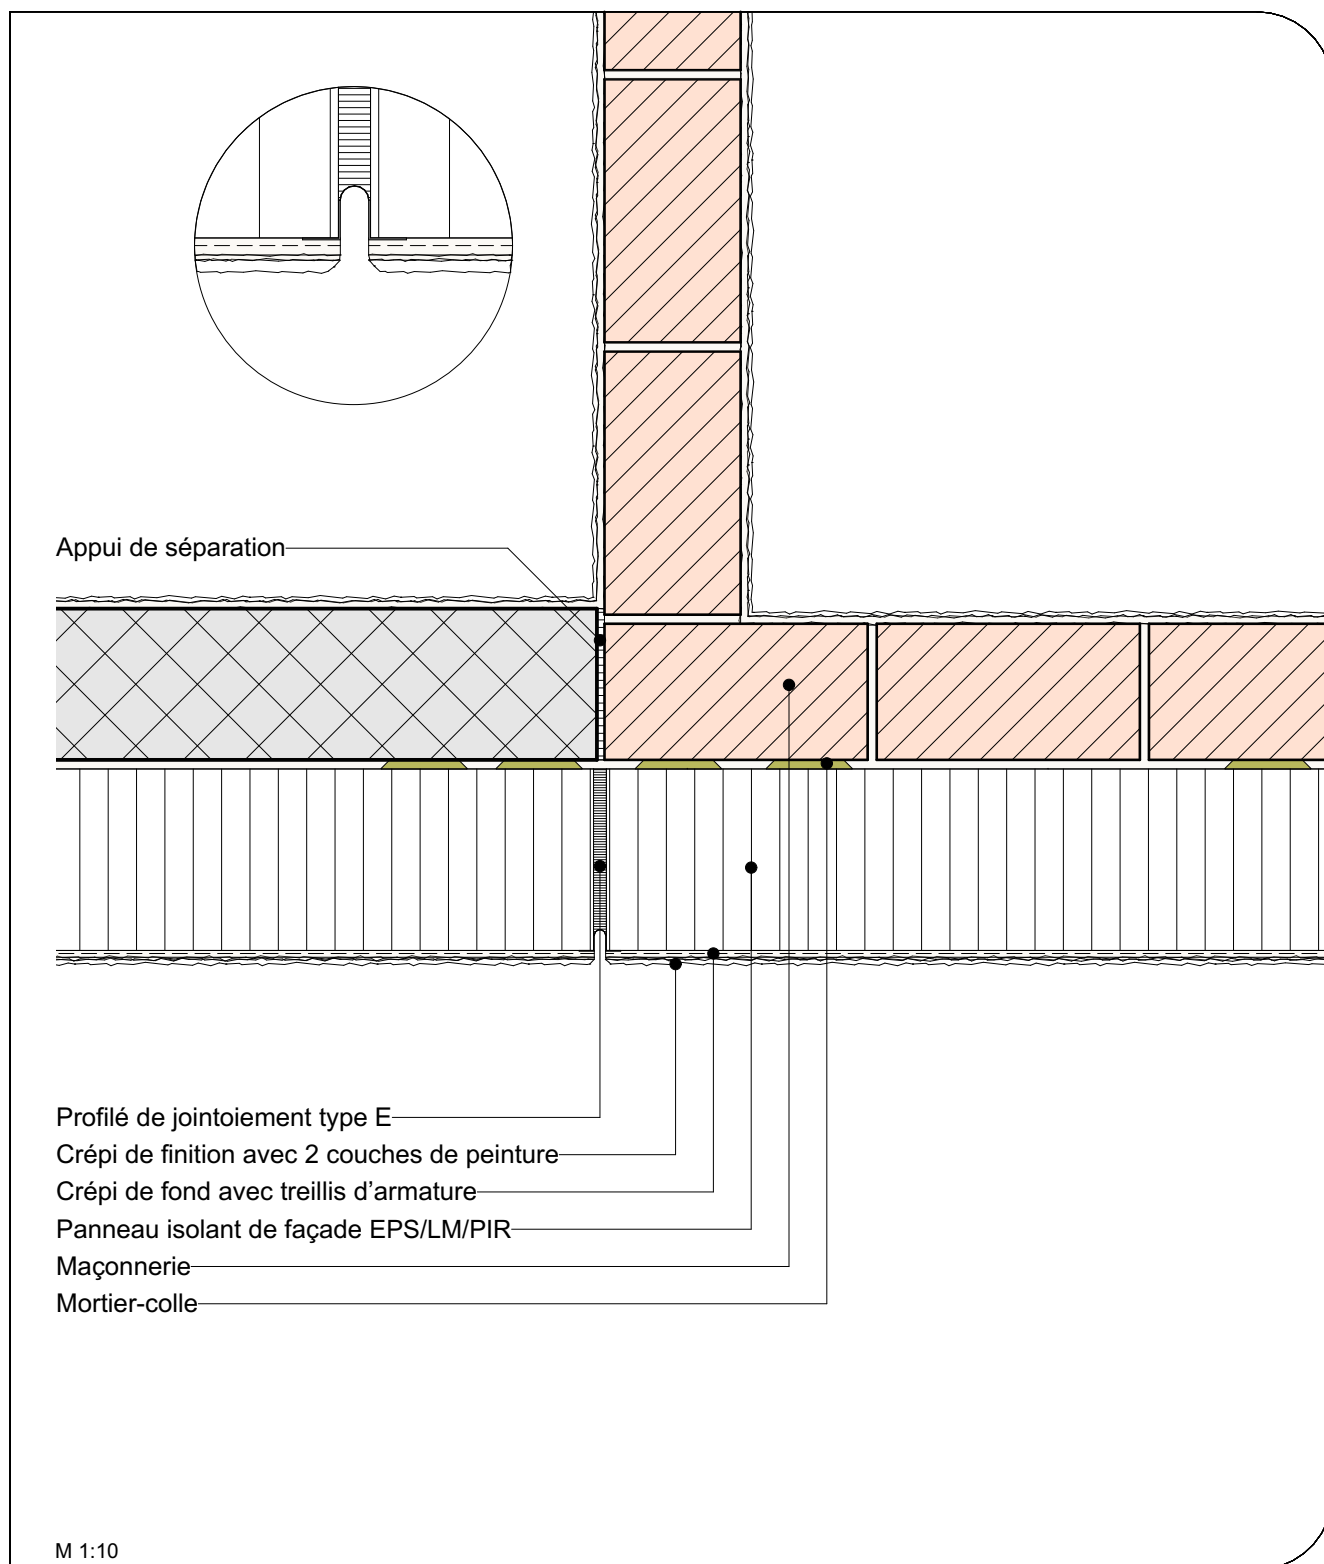 Appui de séparation
Profilé de jointoiement type E
Crépi de finition avec 2 couches de peinture
Crépi de fond avec treillis d'armature
Panneau isolant de façade EPS/LM/PIR
Maçonnerie
Mortier-colle
M 1:10